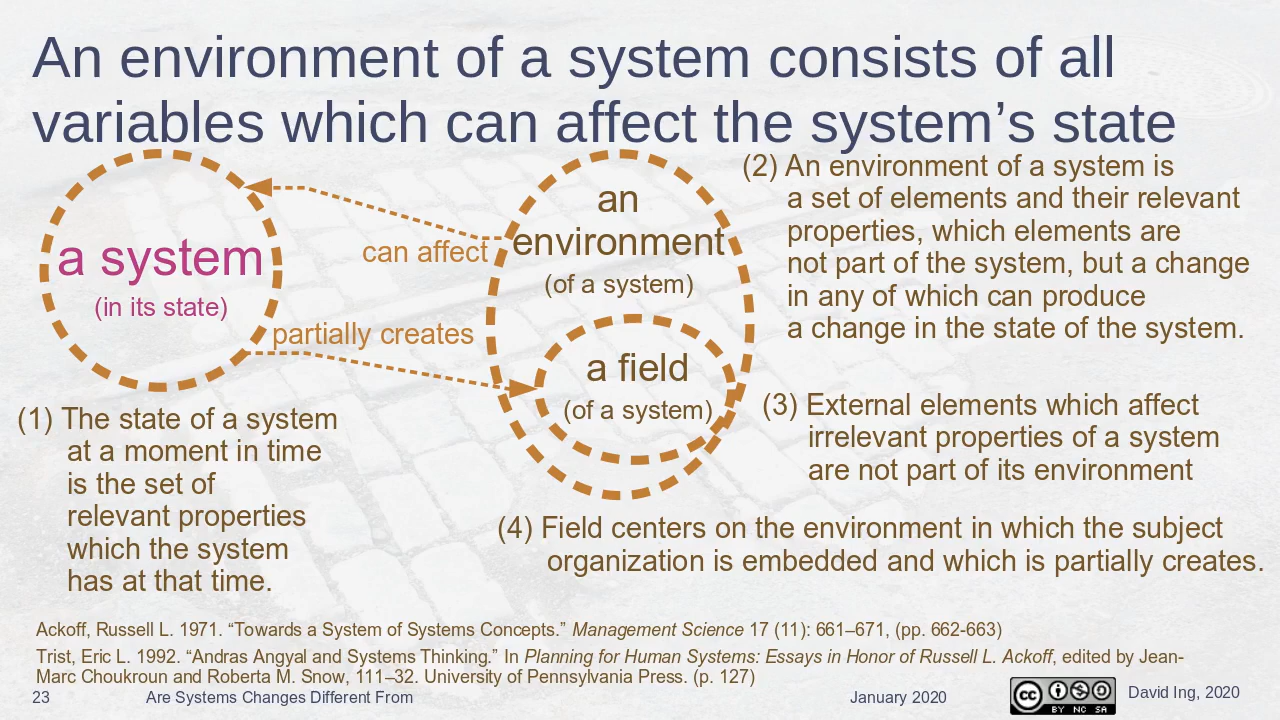 An environment of a system consists of all
variables which can affect the system’s state
a system
(in its state)
can affect
partially creates
an
environment
(of a system)
a field
(of a system)
(1) The state of a system
at a moment in time
is the set of
relevant properties
which the system
has at that time.
(2) An environment of a system is
a set of elements and their relevant
properties, which elements are
not part of the system, but a change
in any of which can produce
a change in the state of the system.
(3) External elements which affect
irrelevant properties of a system
are not part of its environment
(4) Field centers on the environment in which the subject
organization is embedded and which is partially creates.
Ackoff, Russell L. 1971. “Towards a System of Systems Concepts.” Management Science 17 (11): 661–671, (pp. 662-663)
Trist, Eric L. 1992. “Andras Angyal and Systems Thinking.” In Planning for Human Systems: Essays in Honor of Russell L. Ackoff, edited by Jean-
Marc Choukroun and Roberta M. Snow, 111–32. University of Pennsylvania Press. (p. 127)
23 Are Systems Changes Different From January 2020 David Ing, 2020
cc $
BY NC SA